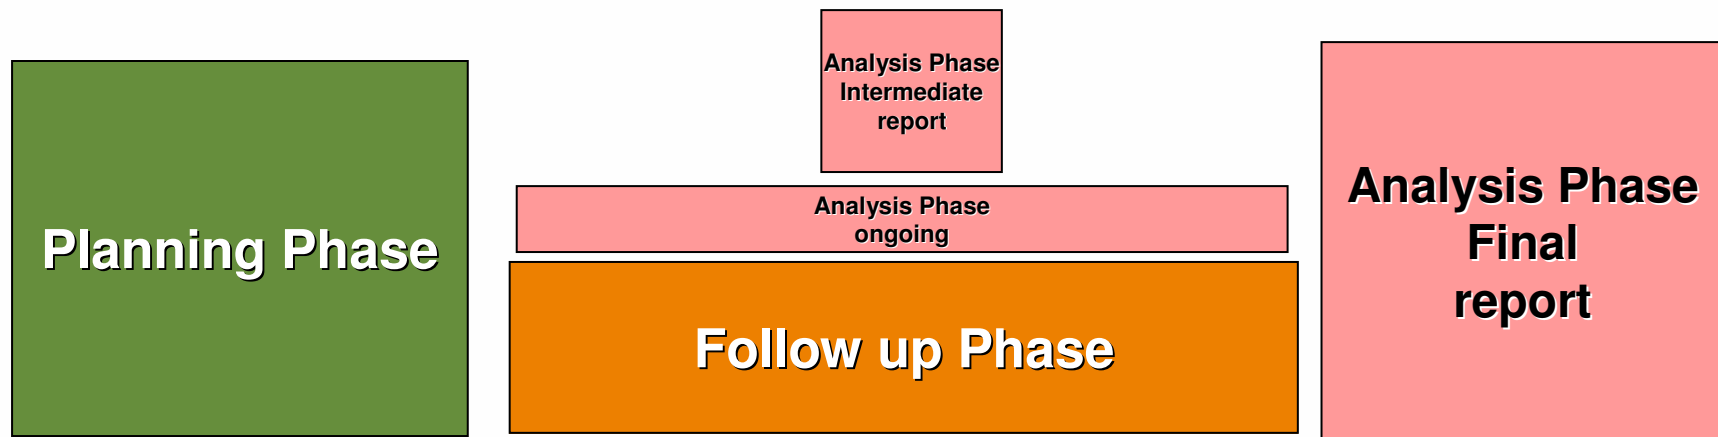 Planning Phase
Analysis Phase
Intermediate
report
Analysis Phase
ongoing
Follow up Phase
Analysis Phase
Final
report